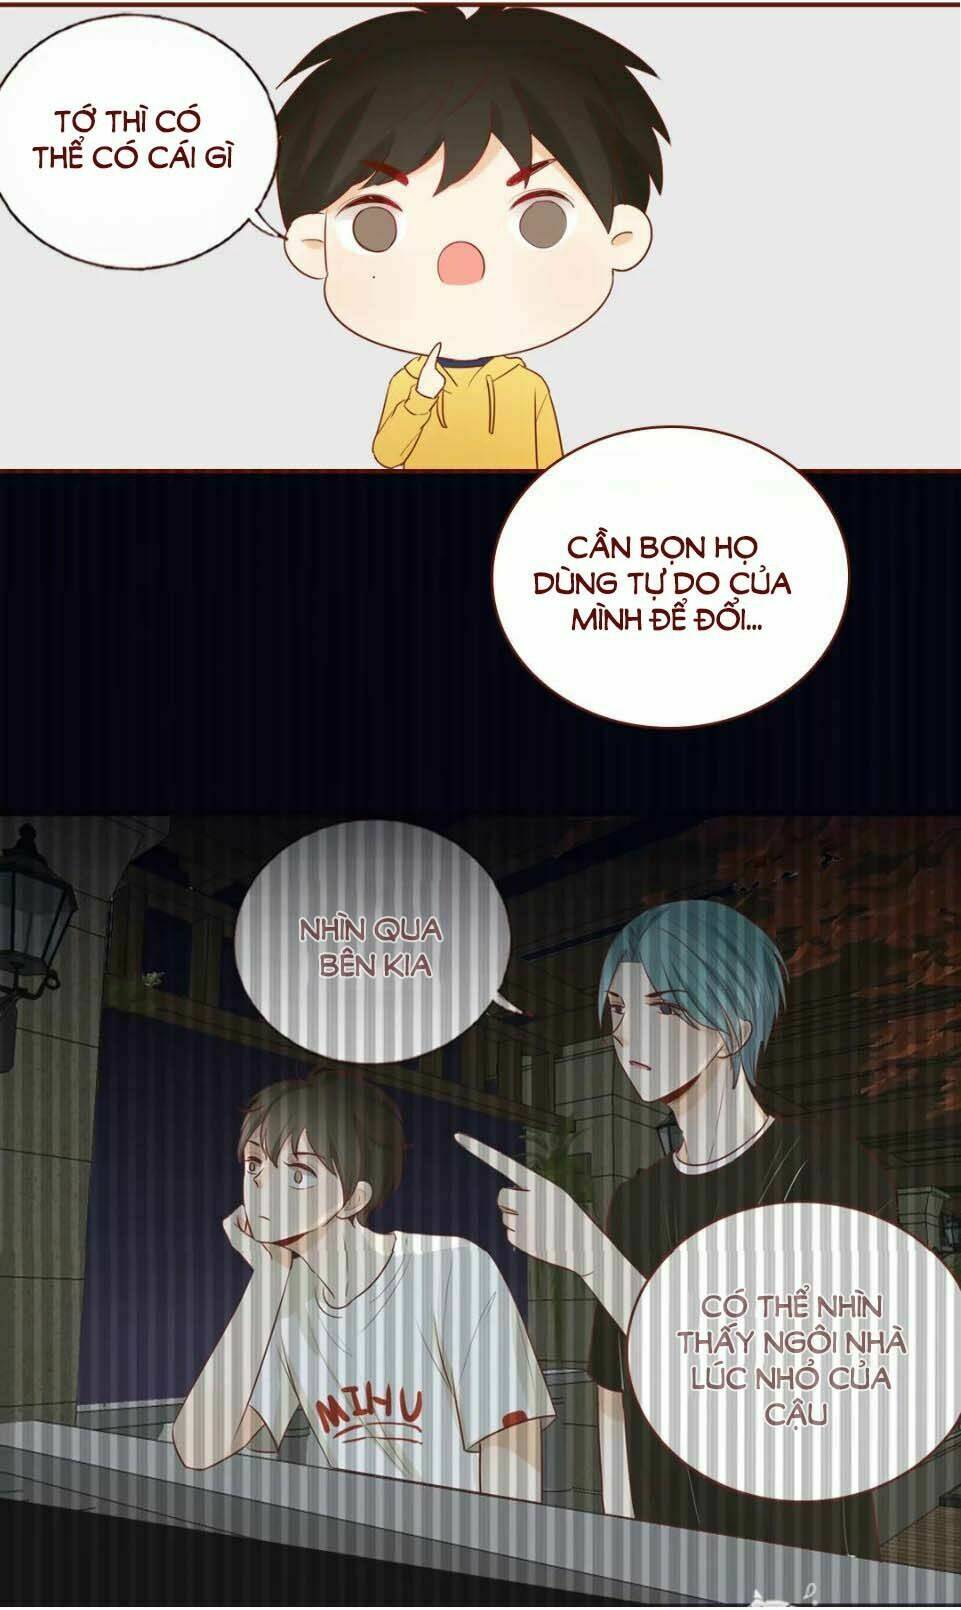 TỚ THÌ CÓ
THỂ CÓ CÁI GÌ
CẦN BỌN HỌ
DÙNG TỰ DO CỦA
MÌNH ĐỂ ĐỔI...
NHÌN QUA
BÊN KIA
CÓ THỂ NHÌN
THẤY NGÔI NHÀ
LÚC NHỎ CỦA
CẬU
MIHU